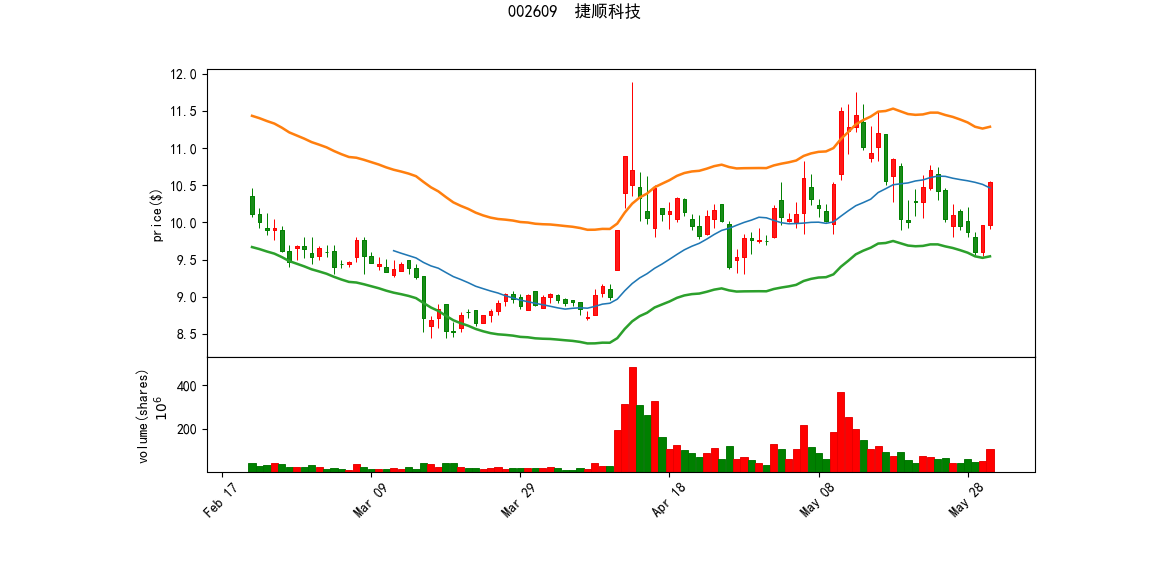 002609  捷顺科技
12.0
11.5
11.0
10.5
10.0
9.5
9.0
8.5
price($)
400
200
volume(shares)
10^6
Feb 17
Mar 09
Mar 29
Apr 18
May 08
May 28